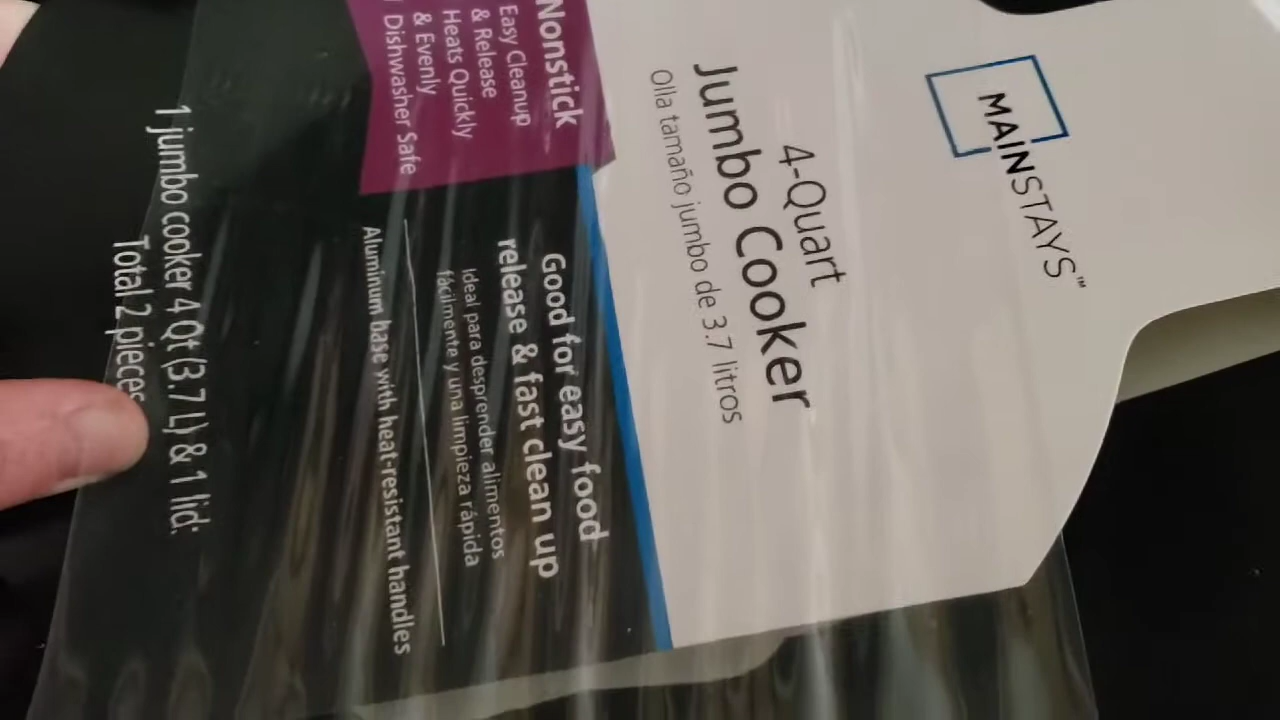 MAINSTAYS™
4-Quart
Jumbo Cooker
Olla tamaño jumbo de 3.7 litros
Nonstick
Easy Cleanup
& Release
Heats Quickly
& Evenly
Dishwasher Safe
Good for easy food
release & fast clean up
Ideal para desprender alimentos
fácilmente y una limpieza rápida
Aluminum base with heat-resistant handles
1 jumbo cooker 4 Qt (3.7 L) & 1 lid:
Total 2 pieces